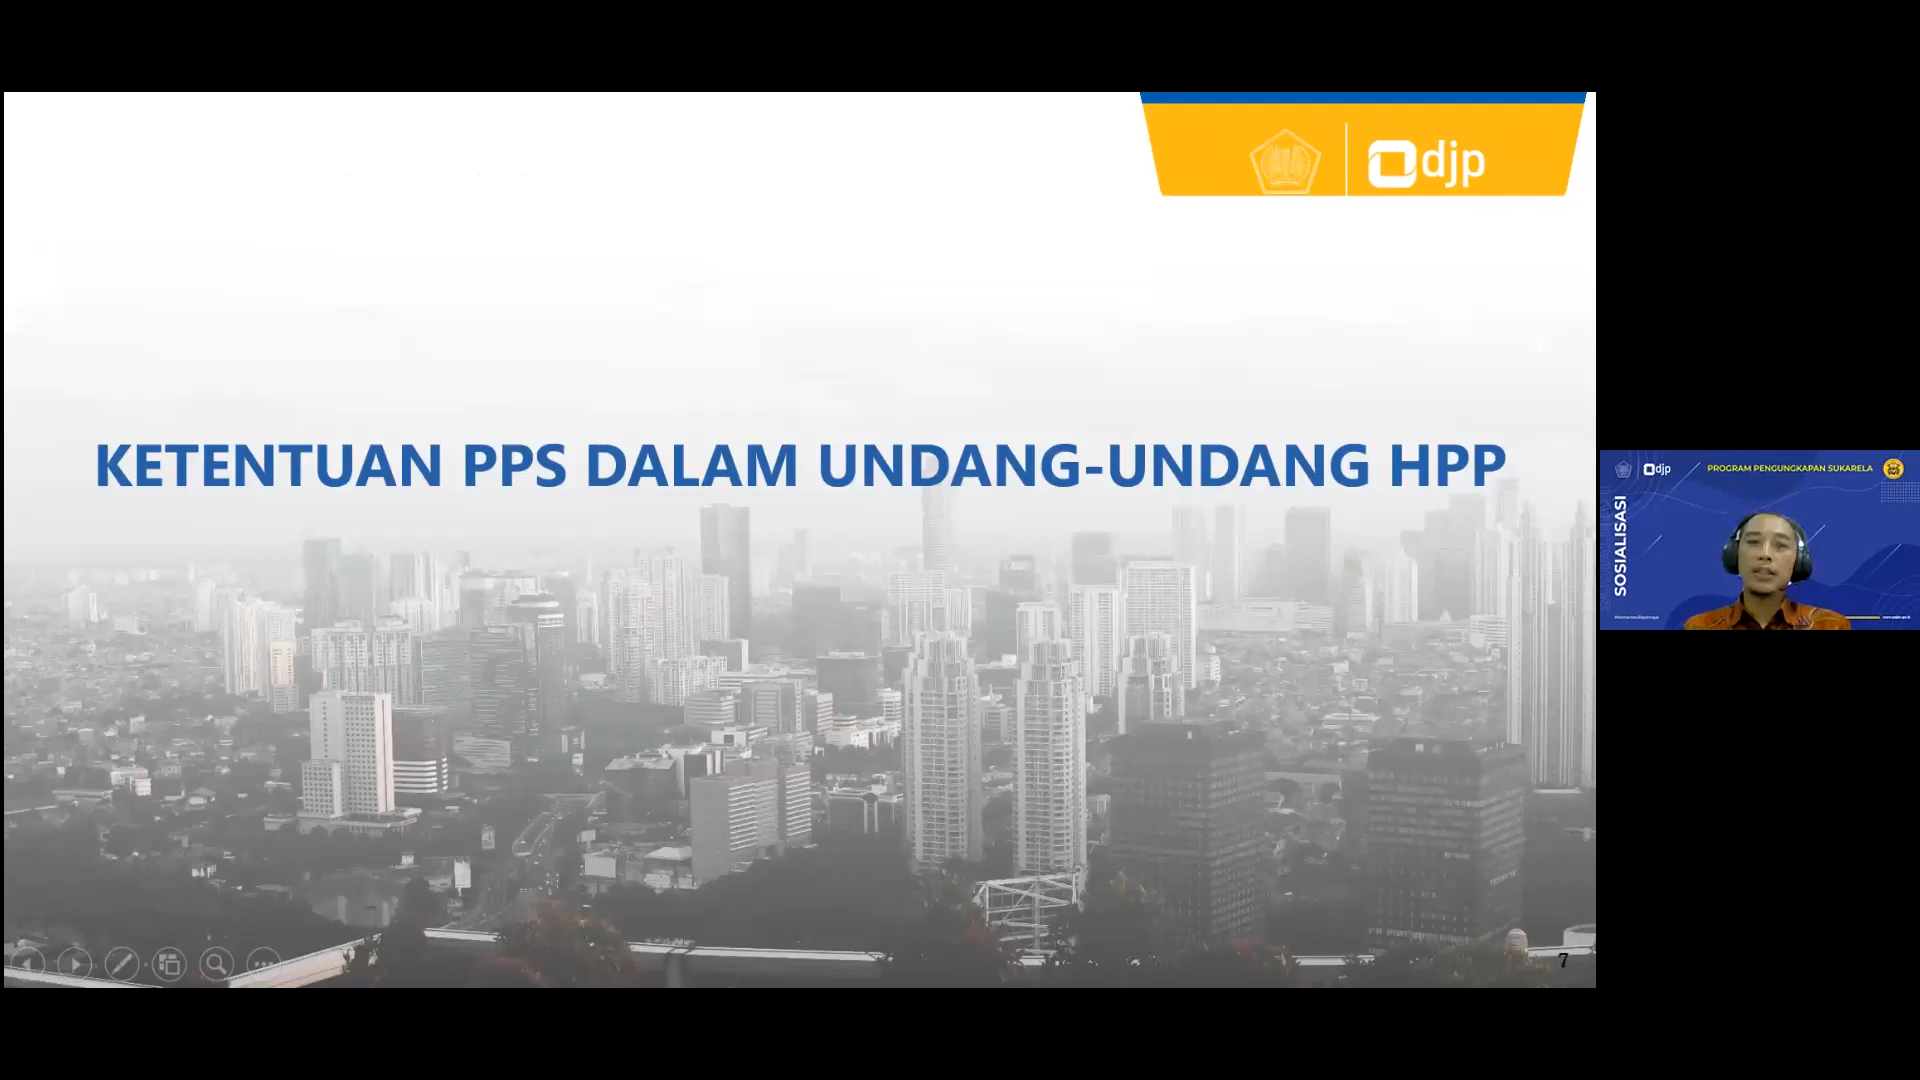 djp
KETENTUAN PPS DALAM UNDANG-UNDANG HPP
7
djp
PROGRAM PENGUNGKAPAN SUKARELA
SOSIALISASI